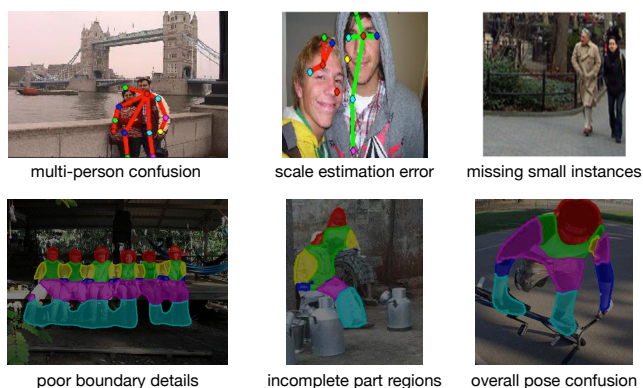 multi-person confusion
scale estimation error
missing small instances
poor boundary details
incomplete part regions
overall pose confusion